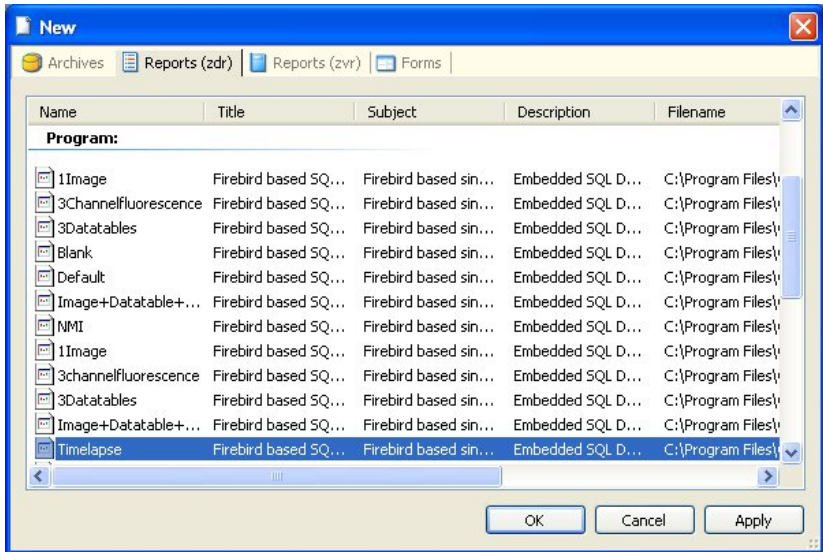 New
Archives Reports (zdr) Reports (zvr) Forms
Name Title Subject Description Filename
Program:
1Image Firebird based SQ... Firebird based sin... Embedded SQL D... C:\Program Files\
3Channelfluorescence Firebird based SQ... Firebird based sin... Embedded SQL D... C:\Program Files\
3Datatables Firebird based SQ... Firebird based sin... Embedded SQL D... C:\Program Files\
Blank Firebird based SQ... Firebird based sin... Embedded SQL D... C:\Program Files\
Default Firebird based SQ... Firebird based sin... Embedded SQL D... C:\Program Files\
Image+Datatable+... Firebird based SQ... Firebird based sin... Embedded SQL D... C:\Program Files\
NMI Firebird based SQ... Firebird based sin... Embedded SQL D... C:\Program Files\
1Image Firebird based SQ... Firebird based sin... Embedded SQL D... C:\Program Files\
3channelfluorescence Firebird based SQ... Firebird based sin... Embedded SQL D... C:\Program Files\
3Datatables Firebird based SQ... Firebird based sin... Embedded SQL D... C:\Program Files\
Image+Datatable+... Firebird based SQ... Firebird based sin... Embedded SQL D... C:\Program Files\
Timelapse Firebird based SQ... Firebird based sin... Embedded SQL D... C:\Program Files\
OK Cancel Apply